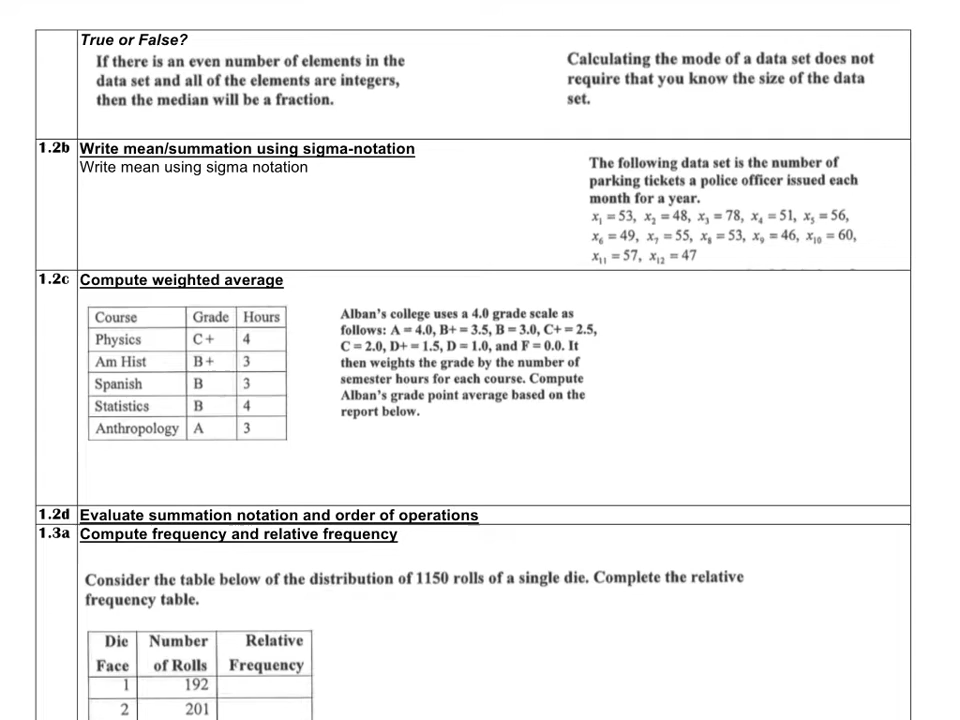 True or False?
If there is an even number of elements in the
data set and all of the elements are integers,
then the median will be a fraction.
Calculating the mode of a data set does not
require that you know the size of the data
set.
1.2b Write mean/summation using sigma-notation
Write mean using sigma notation
The following data set is the number of
parking tickets a police officer issued each
month for a year.
x₁ = 53, x₂ = 48, x₃ = 78, x₄ = 51, x₅ = 56,
x₆ = 49, x₇ = 55, x₈ = 53, x₉ = 46, x₁₀ = 60,
x₁₁ = 57, x₁₂ = 47
1.2c Compute weighted average
Course Grade Hours
Physics C+ 4
Am Hist B+ 3
Spanish B 3
Statistics B 4
Anthropology A 3
Alban's college uses a 4.0 grade scale as
follows: A = 4.0, B+ = 3.5, B = 3.0, C+ = 2.5,
C = 2.0, D+ = 1.5, D = 1.0, and F = 0.0. It
then weights the grade by the number of
semester hours for each course. Compute
Alban's grade point average based on the
report below.
1.2d Evaluate summation notation and order of operations
1.3a Compute frequency and relative frequency
Consider the table below of the distribution of 1150 rolls of a single die. Complete the relative
frequency table.
Die Number Relative
Face of Rolls Frequency
1 192
2 201